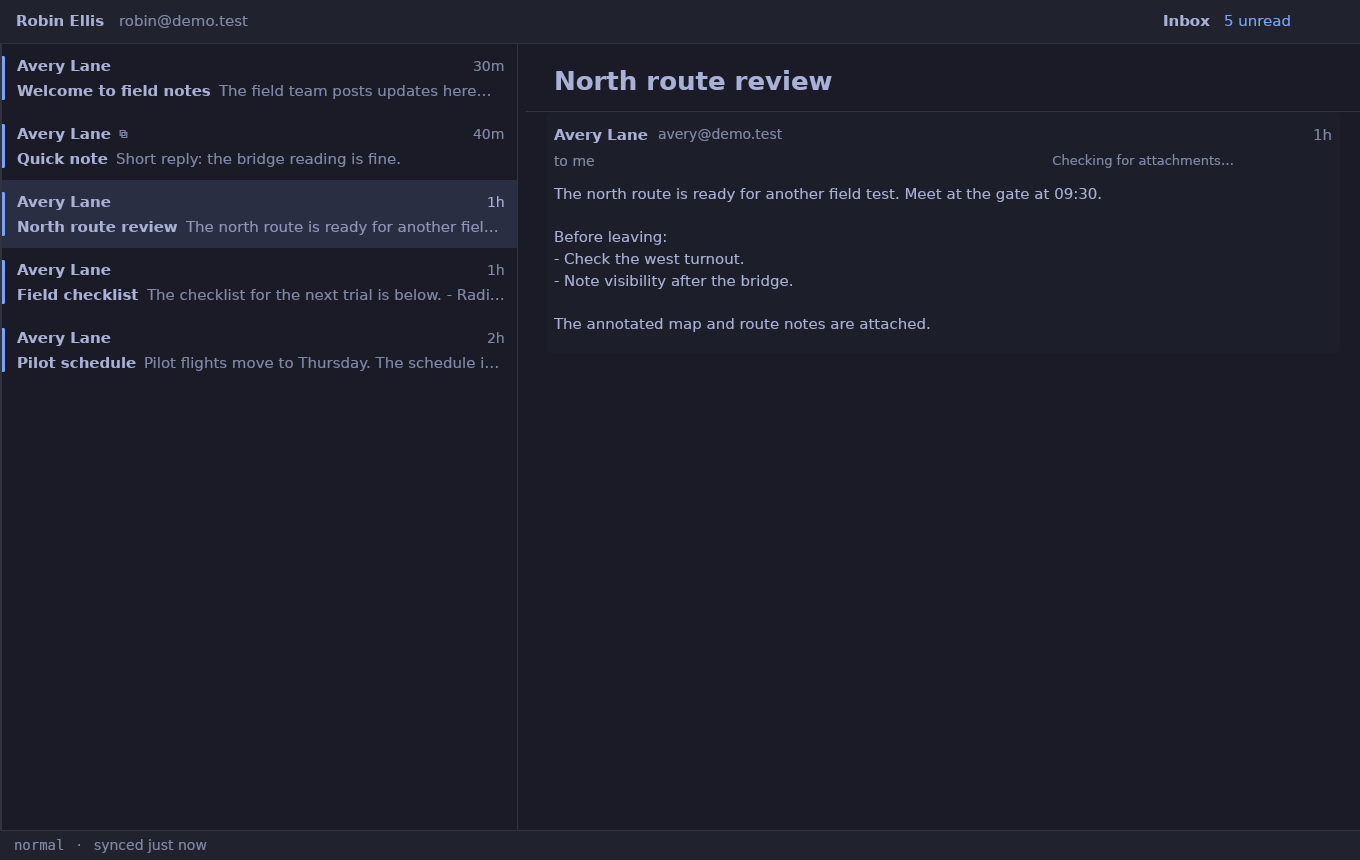 Robin Ellis robin@demo.test Inbox 5 unread
Avery Lane 30m
Welcome to field notes The field team posts updates here…
Avery Lane 40m
Quick note Short reply: the bridge reading is fine.
Avery Lane 1h
North route review The north route is ready for another fiel…
Avery Lane 1h
Field checklist The checklist for the next trial is below. - Radi…
Avery Lane 2h
Pilot schedule Pilot flights move to Thursday. The schedule i…
North route review
Avery Lane avery@demo.test 1h
to me Checking for attachments…
The north route is ready for another field test. Meet at the gate at 09:30.
Before leaving:
- Check the west turnout.
- Note visibility after the bridge.
The annotated map and route notes are attached.
normal · synced just now